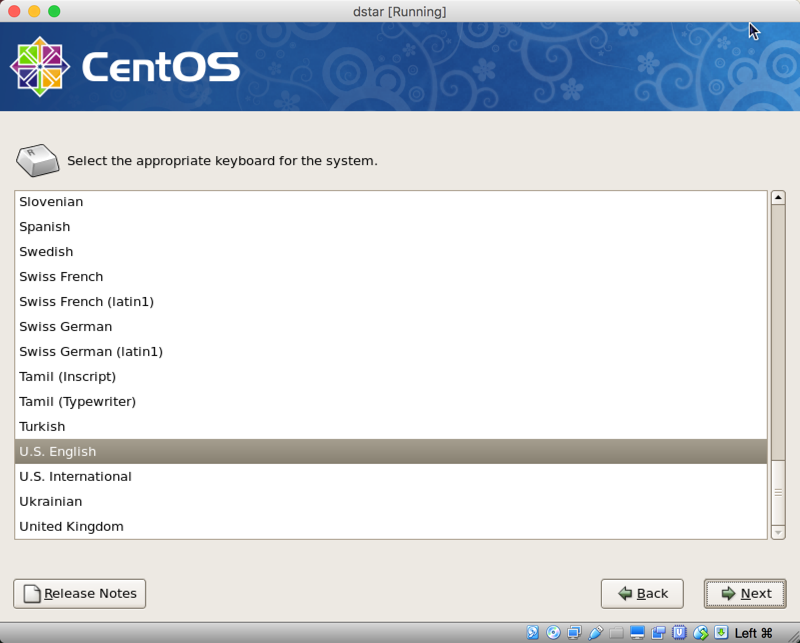 dstar [Running]
CentOS
R
Select the appropriate keyboard for the system.
Slovenian
Spanish
Swedish
Swiss French
Swiss French (latin1)
Swiss German
Swiss German (latin1)
Tamil (Inscript)
Tamil (Typewriter)
Turkish
U.S. English
U.S. International
Ukrainian
United Kingdom
Release Notes
Back
Next
Left ⌘